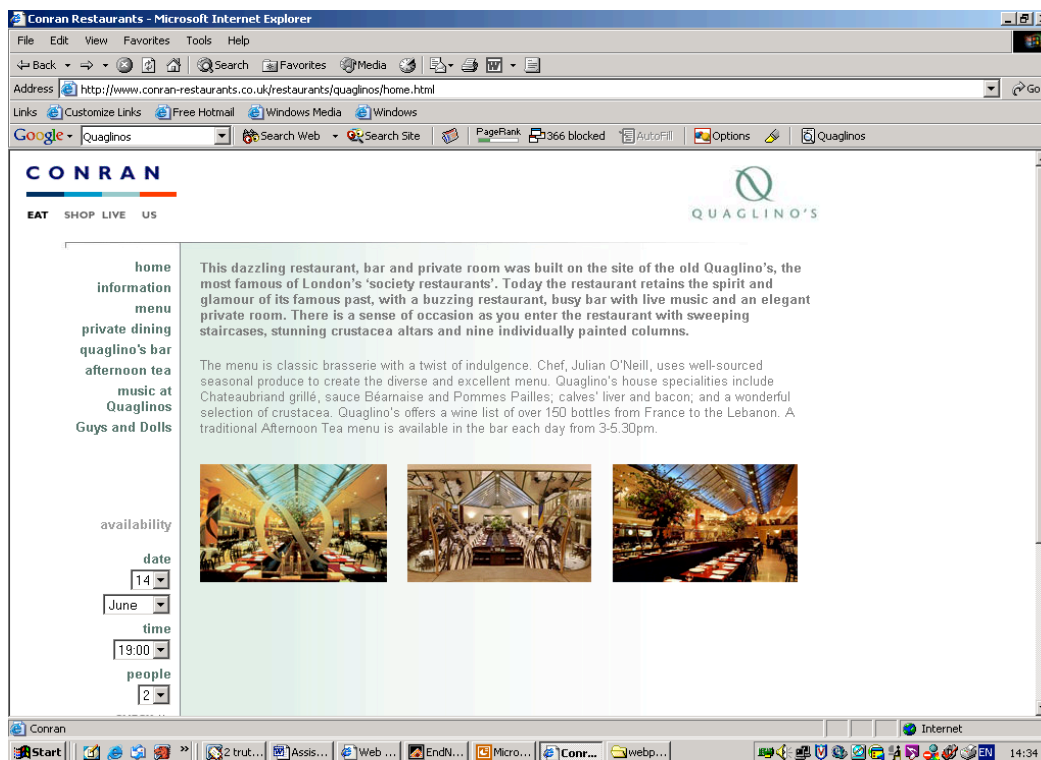 Conran Restaurants - Microsoft Internet Explorer
File Edit View Favorites Tools Help
Back Search Favorites Media
Address http://www.conran-restaurants.co.uk/restaurants/quaglinos/home.html Go
Links Customize Links Free Hotmail Windows Media Windows
Google Quaglinos Search Web Search Site PageRank 366 blocked AutoFill Options Quaglinos
CONRAN
EAT SHOP LIVE US
QUAGLINO'S
home
information
menu
private dining
quaglino's bar
afternoon tea
music at
Quaglinos
Guys and Dolls
This dazzling restaurant, bar and private room was built on the site of the old Quaglino's, the
most famous of London's ‘society restaurants’. Today the restaurant retains the spirit and
glamour of its famous past, with a buzzing restaurant, busy bar with live music and an elegant
private room. There is a sense of occasion as you enter the restaurant with sweeping
staircases, stunning crustacea altars and nine individually painted columns.
The menu is classic brasserie with a twist of indulgence. Chef, Julian O'Neill, uses well-sourced
seasonal produce to create the diverse and excellent menu. Quaglino's house specialities include
Chateaubriand grillé, sauce Béarnaise and Pommes Pailles; calves' liver and bacon; and a wonderful
selection of crustacea. Quaglino's offers a wine list of over 150 bottles from France to the Lebanon. A
traditional Afternoon Tea menu is available in the bar each day from 3-5.30pm.
availability
date
14
June
time
19:00
people
2
Conran Internet
Start 2 trut... Assis... Web ... EndN... Micro... Conr... webp... EN 14:34